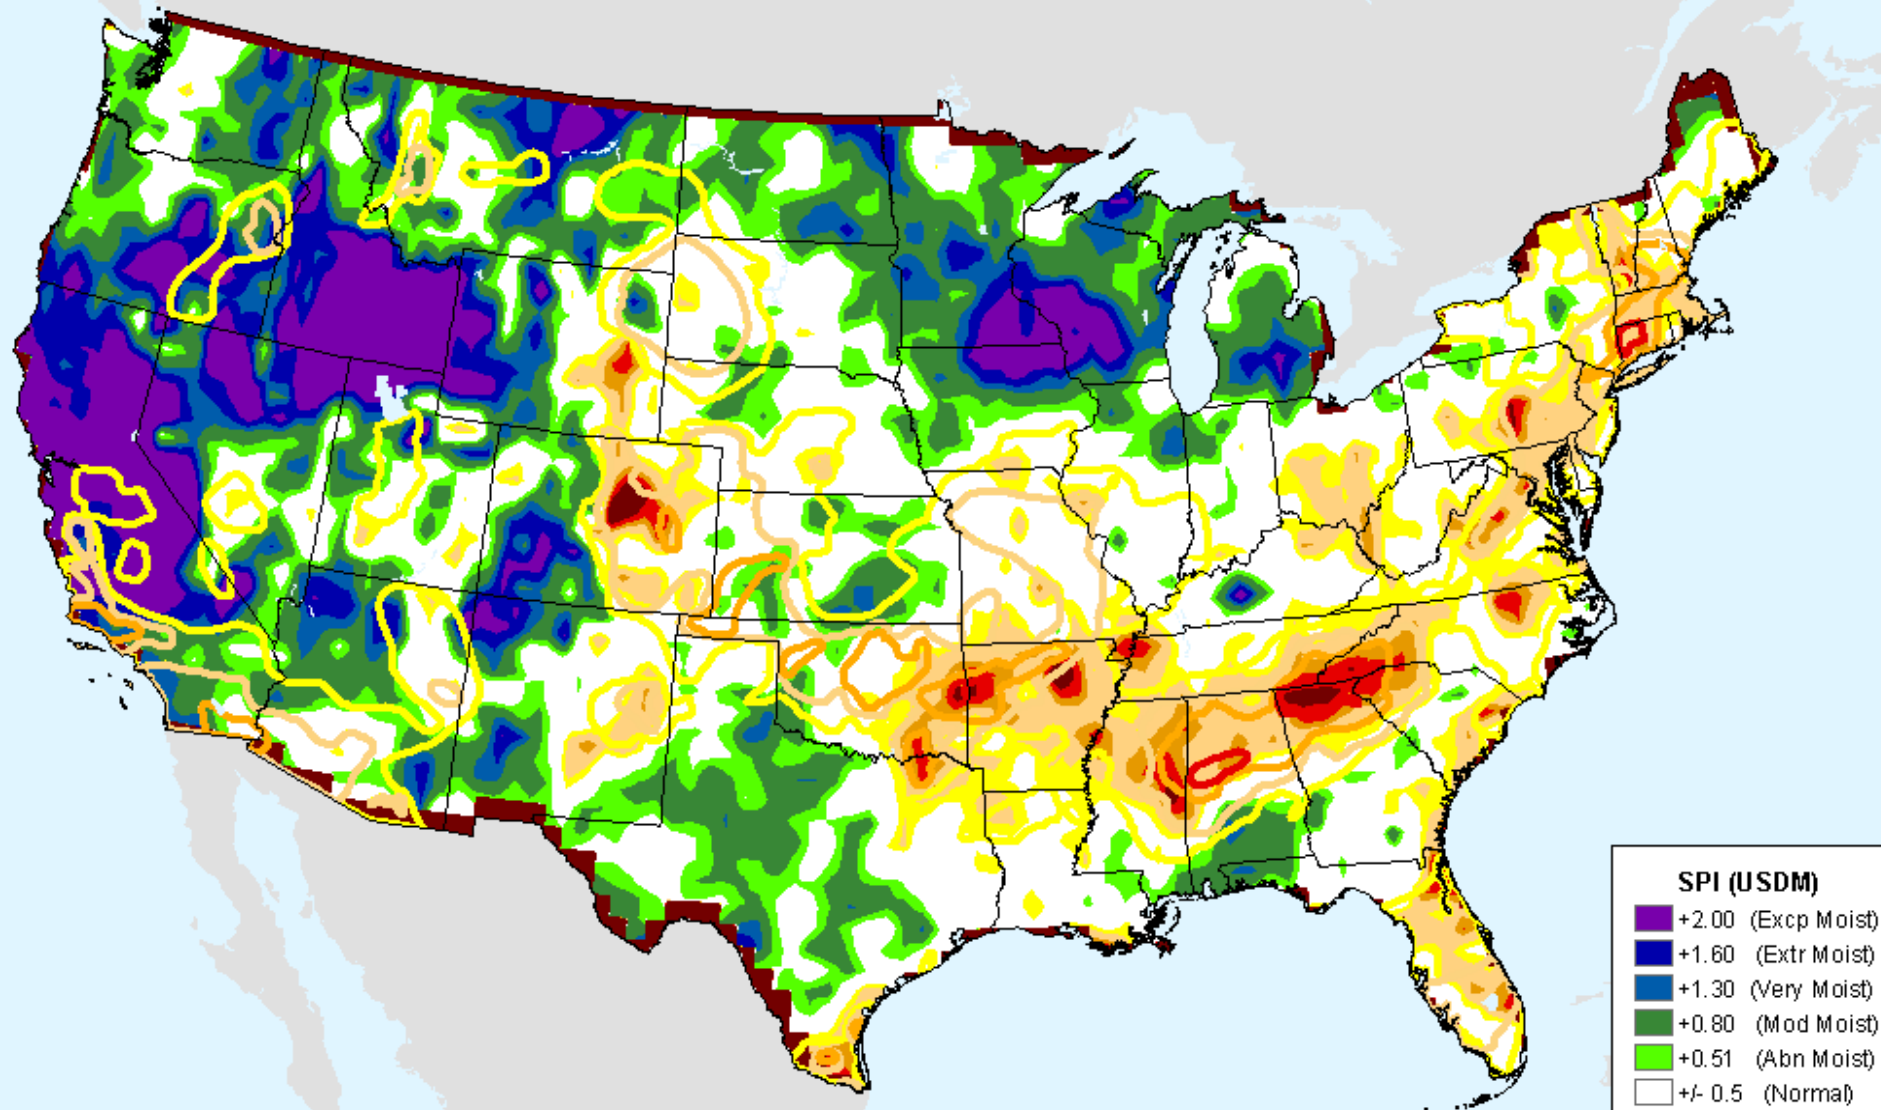 SPI (USDM)
+2.00 (Excp Moist)
+1.60 (Extr Moist)
+1.30 (Very Moist)
+0.80 (Mod Moist)
+0.51 (Abn Moist)
+/- 0.5 (Normal)